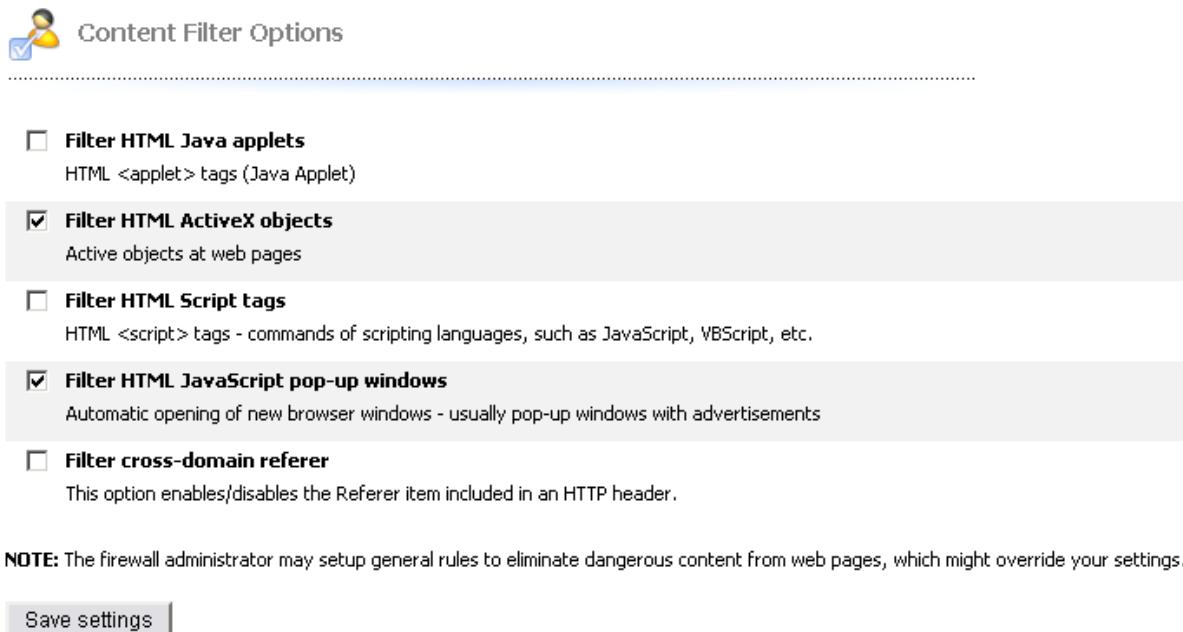 Content Filter Options
Filter HTML Java applets
HTML <applet> tags (Java Applet)
Filter HTML ActiveX objects
Active objects at web pages
Filter HTML Script tags
HTML <script> tags - commands of scripting languages, such as JavaScript, VBScript, etc.
Filter HTML JavaScript pop-up windows
Automatic opening of new browser windows - usually pop-up windows with advertisements
Filter cross-domain referer
This option enables/disables the Referer item included in an HTTP header.
NOTE: The firewall administrator may setup general rules to eliminate dangerous content from web pages, which might override your settings.
Save settings